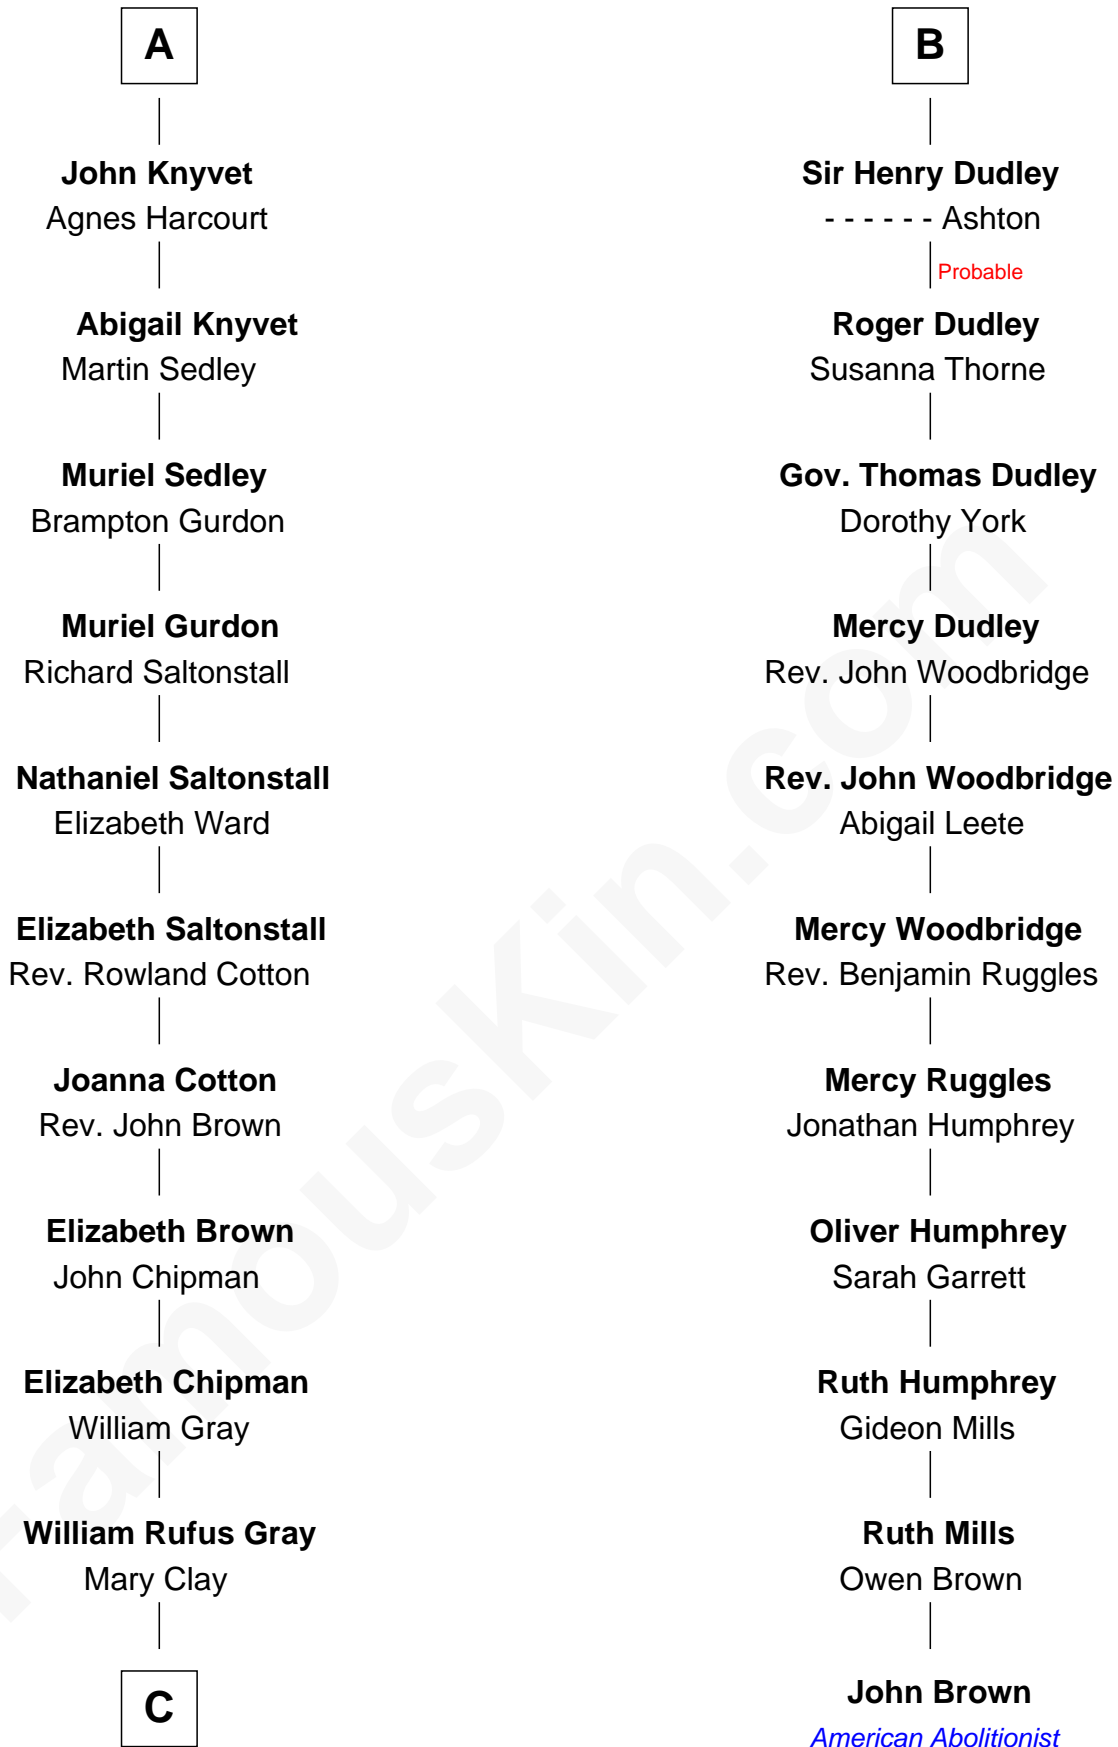 A
John Knyvet
Agnes Harcourt
Abigail Knyvet
Martin Sedley
Muriel Sedley
Brampton Gurdon
Muriel Gurdon
Richard Saltonstall
Nathaniel Saltonstall
Elizabeth Ward
Elizabeth Saltonstall
Rev. Rowland Cotton
Joanna Cotton
Rev. John Brown
Elizabeth Brown
John Chipman
Elizabeth Chipman
William Gray
William Rufus Gray
Mary Clay
C
B
Sir Henry Dudley
- - - - - - Ashton
Probable
Roger Dudley
Susanna Thorne
Gov. Thomas Dudley
Dorothy York
Mercy Dudley
Rev. John Woodbridge
Rev. John Woodbridge
Abigail Leete
Mercy Woodbridge
Rev. Benjamin Ruggles
Mercy Ruggles
Jonathan Humphrey
Oliver Humphrey
Sarah Garrett
Ruth Humphrey
Gideon Mills
Ruth Mills
Owen Brown
John Brown
American Abolitionist
FamousKin.com